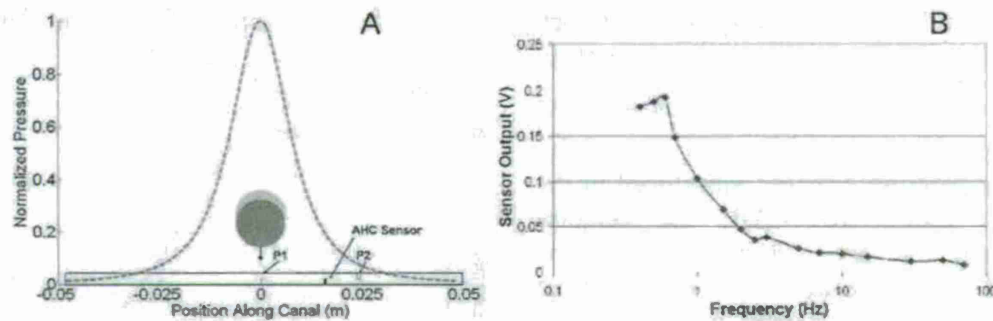 A
Normalized Pressure
1
0.8
0.6
0.4
0.2
0
AHC Sensor
P1
P2
-0.05
-0.025
0
0.025
0.05
Position Along Canal (m)
B
Sensor Output (V)
0.25
0.2
0.15
0.1
0.05
0
0.1
1
10
100
Frequency (Hz)